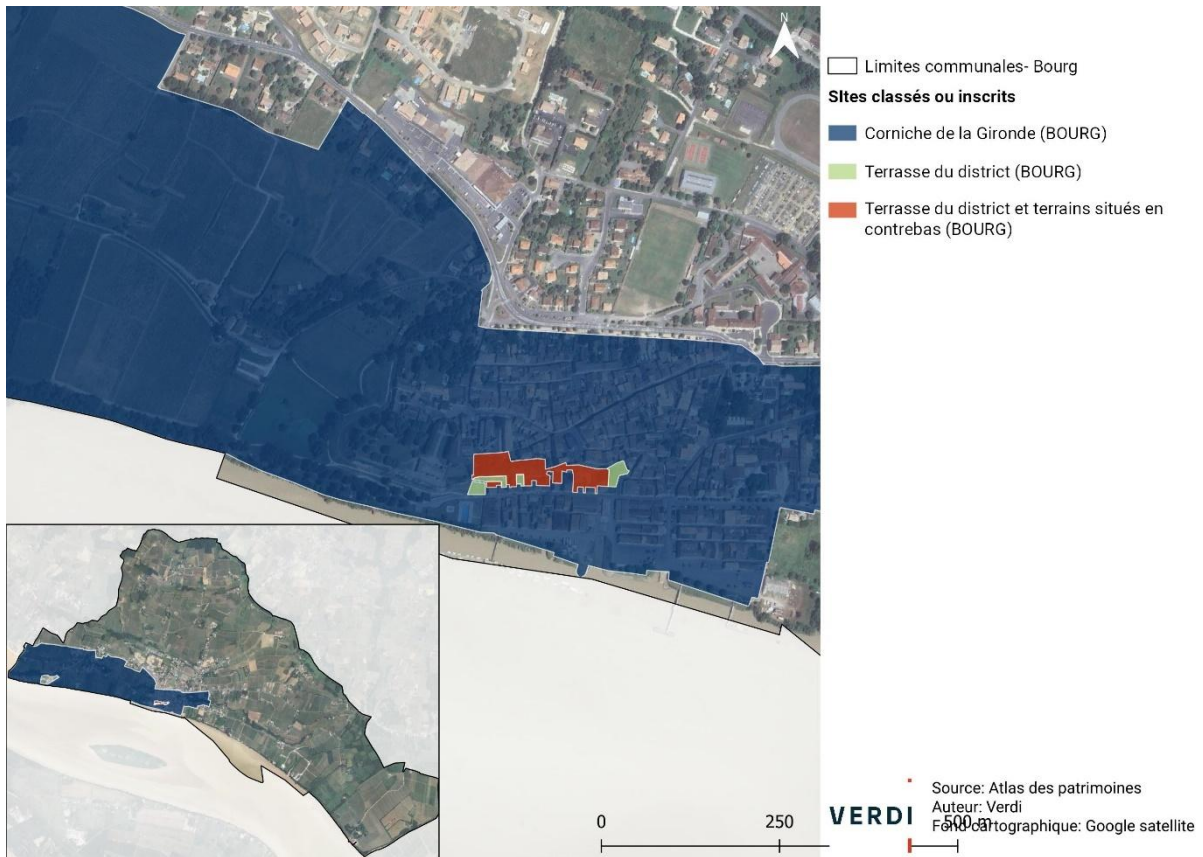 N
Limites communales- Bourg
SItes classés ou inscrits
Corniche de la Gironde (BOURG)
Terrasse du district (BOURG)
Terrasse du district et terrains situés en
contrebas (BOURG)
Source: Atlas des patrimoines
Auteur: Verdi
Fond cartographique: Google satellite
VERDI
0 250 500 m